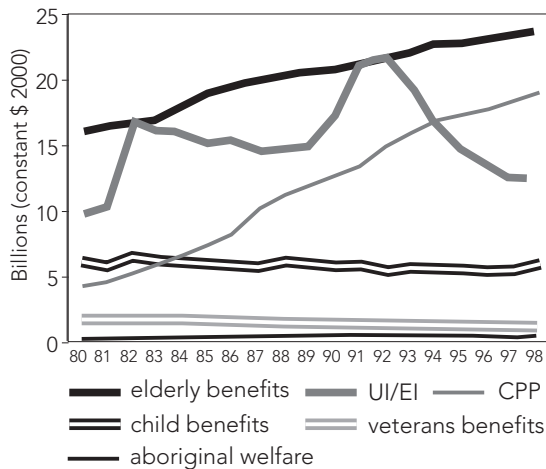 25
20
15
10
5
0
Billions (constant $ 2000)
80 81 82 83 84 85 86 87 88 89 90 91 92 93 94 95 96 97 98
elderly benefits UI/EI CPP
child benefits veterans benefits
aboriginal welfare